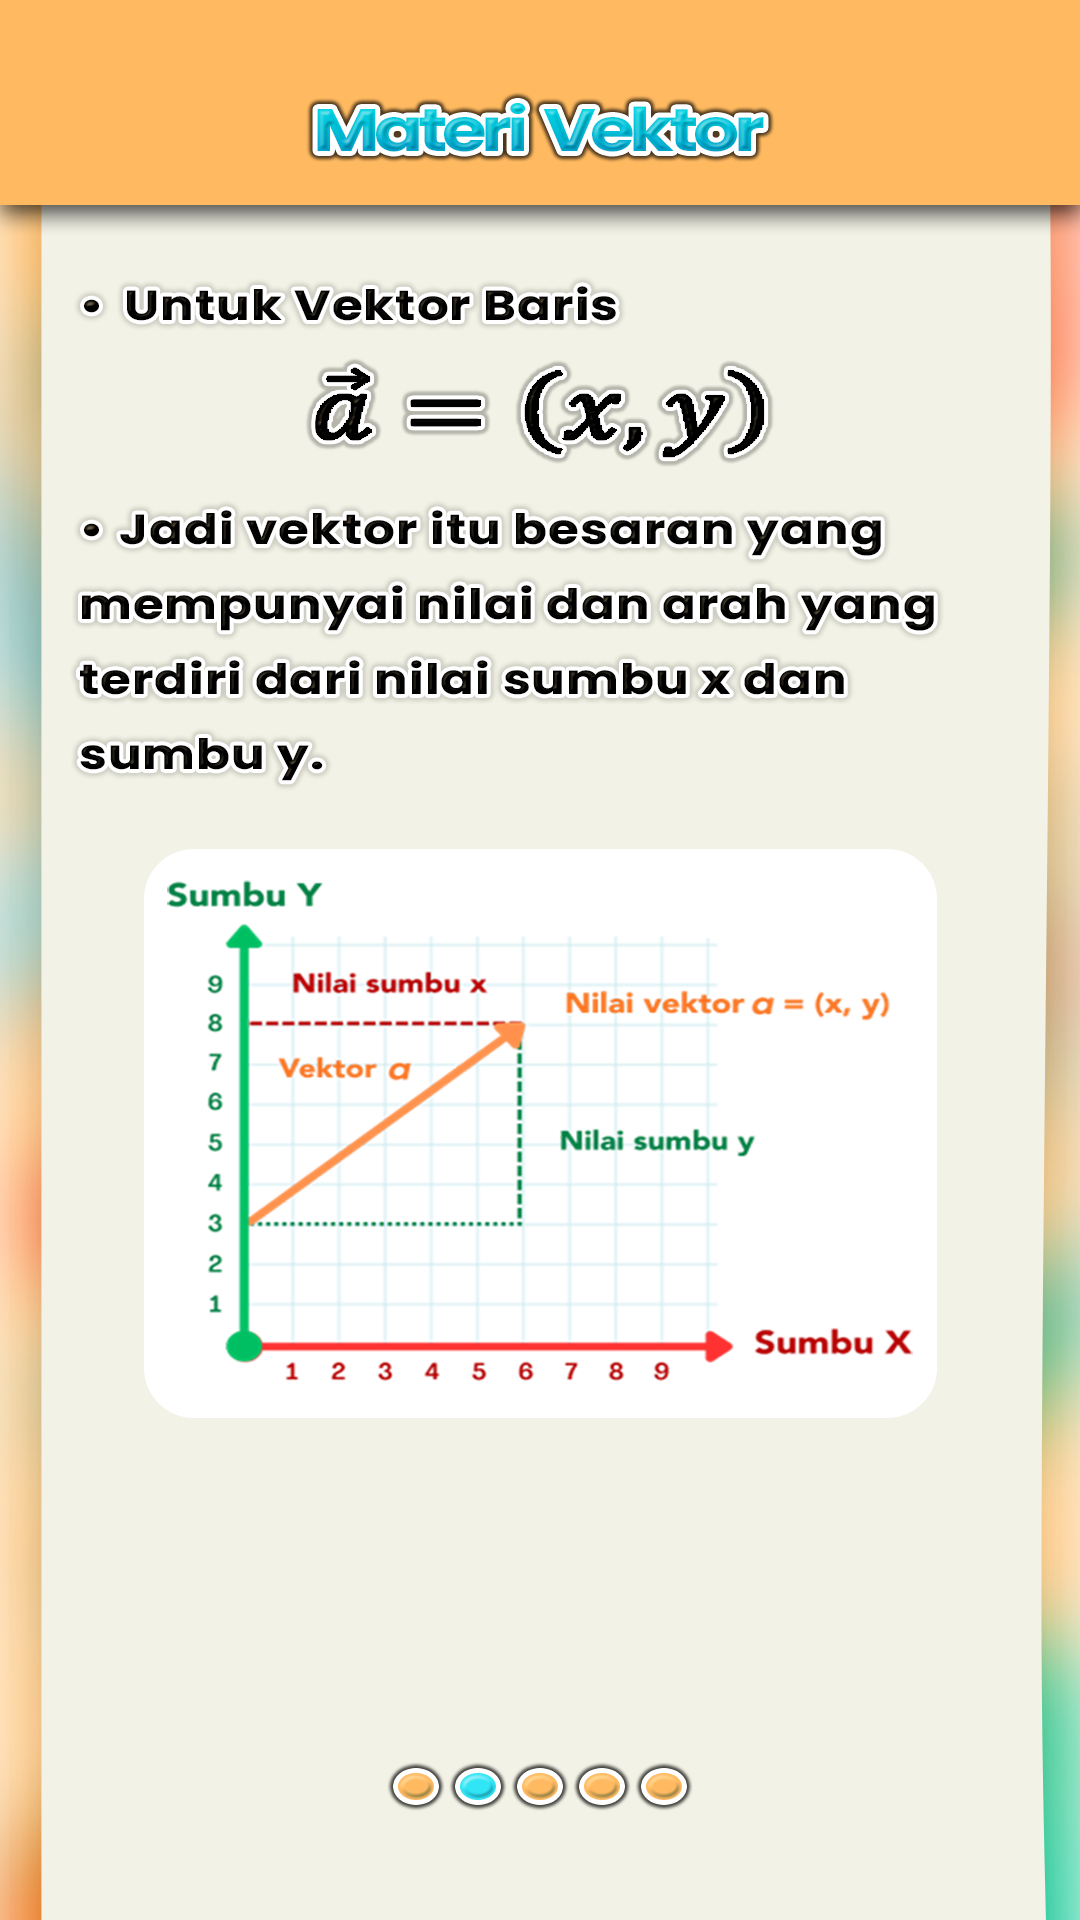 Materi Vektor
• Untuk Vektor Baris
a⃗ = (x, y)
• Jadi vektor itu besaran yang
mempunyai nilai dan arah yang
terdiri dari nilai sumbu x dan
sumbu y.
Sumbu Y
9
Nilai sumbu x
Nilai vektor a = (x, y)
8
7
Vektor a
6
5
Nilai sumbu y
4
3
2
1
Sumbu X
1 2 3 4 5 6 7 8 9